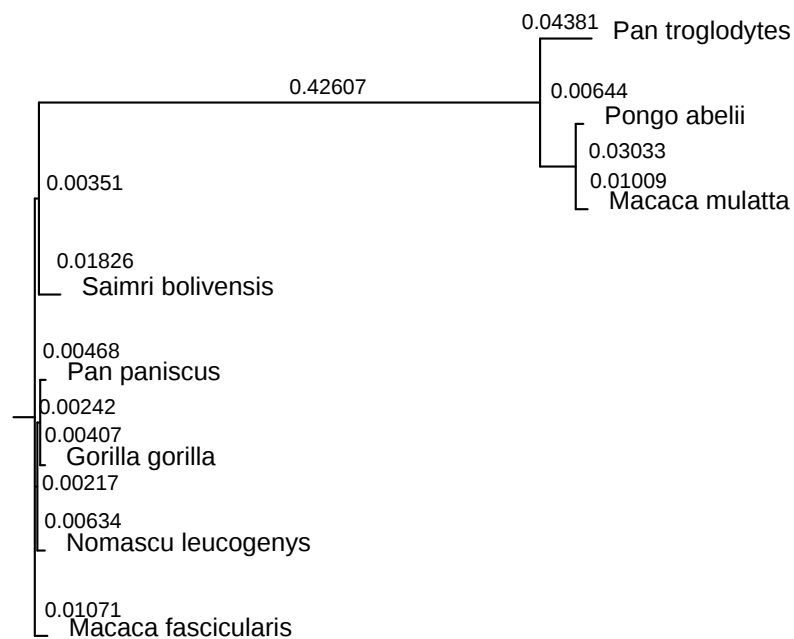 0.04381
Pan troglodytes
0.42607
0.00644
Pongo abelii
0.03033
0.01009
Macaca mulatta
0.00351
0.01826
Saimri bolivensis
0.00468
Pan paniscus
0.00242
0.00407
Gorilla gorilla
0.00217
0.00634
Nomascu leucogenys
0.01071
Macaca fascicularis